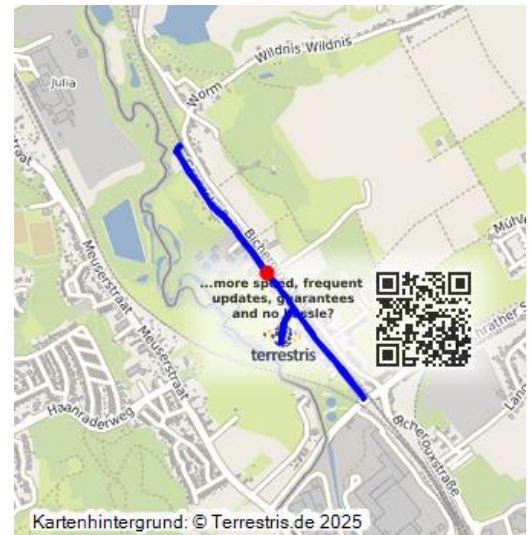 Wildnis Wildnis
Worm
Julia
Meuserstraat
Meuserstraat
...more speed, frequent
updates, guarantees
and no hassle?
terrestris
Haanraderweg
Bicherouxstraße
Kartenhintergrund: © Terrestris.de 2025